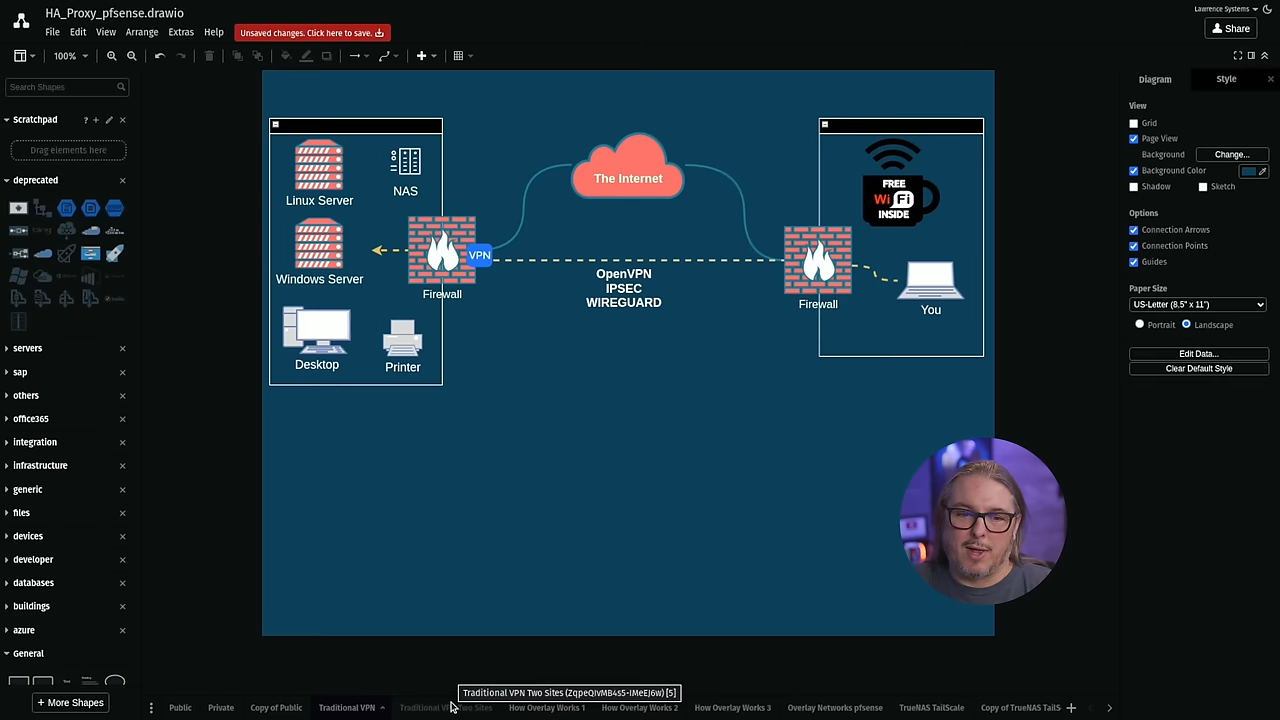 HA_Proxy_pfsense.drawio
File Edit View Arrange Extras Help
Unsaved changes. Click here to save.
Lawrence Systems
Share
100%
Search Shapes
Scratchpad
?
Drag elements here
deprecated
servers
sap
others
office365
integration
infrastructure
generic
files
devices
developer
databases
buildings
azure
General
+ More Shapes
Linux Server
NAS
Windows Server
Firewall
VPN
Desktop
Printer
The Internet
OpenVPN
IPSEC
WIREGUARD
Firewall
FREE
WiFi
INSIDE
You
Diagram
Style
View
Grid
Page View
Background
Change...
Background Color
Shadow
Sketch
Options
Connection Arrows
Connection Points
Guides
Paper Size
US-Letter (8,5" x 11")
Portrait
Landscape
Edit Data...
Clear Default Style
Public
Private
Copy of Public
Traditional VPN
Traditional VPN Two Sites
How Overlay Works 1
How Overlay Works 2
How Overlay Works 3
Overlay Networks pfsense
TrueNAS TailScale
Copy of TrueNAS TailS